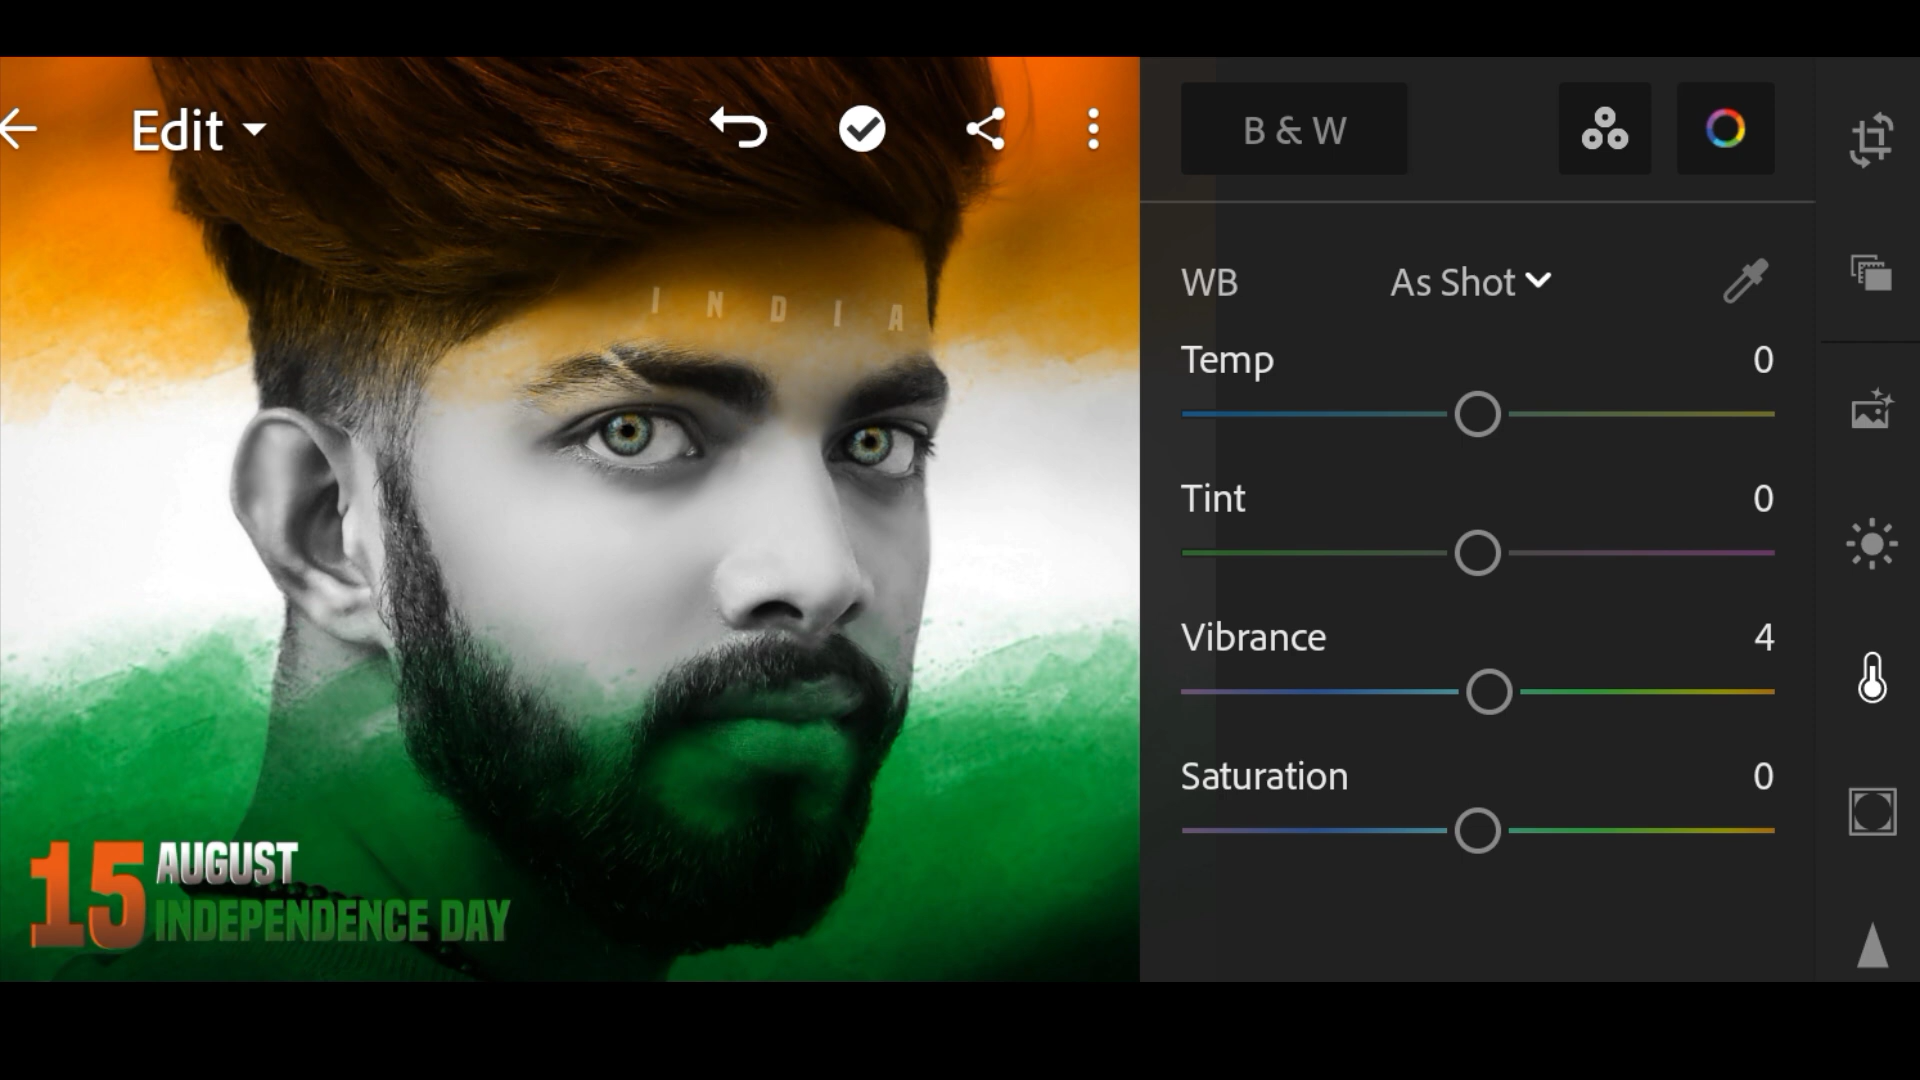 Edit
B & W
WB As Shot
Temp 0
Tint 0
Vibrance 4
Saturation 0
I N D I A
15 AUGUST
INDEPENDENCE DAY